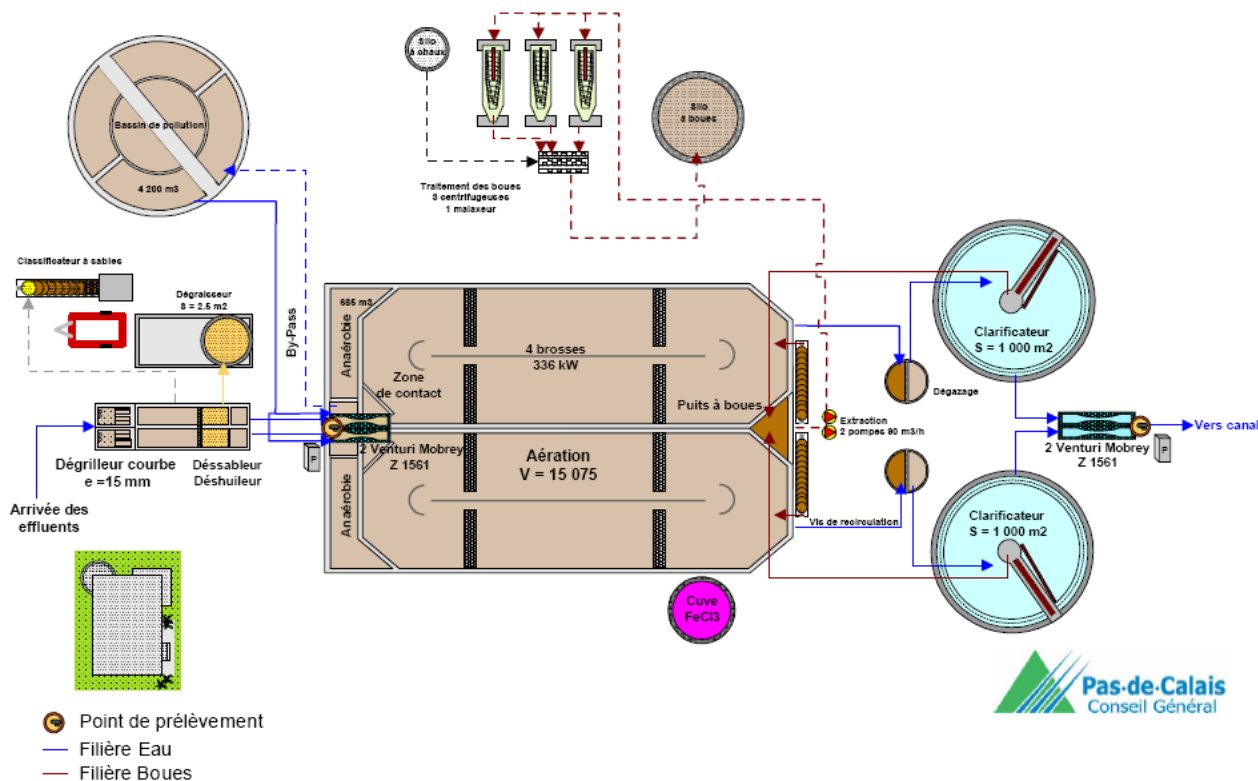 Silo
à chaux
Bassin de pollution
4 200 m3
Silo
à boues
Traitement des boues
3 centrifugeuses
1 malaxeur
Classificateur à sables
Dégraisseur
S = 2.5 m2
By-Pass
685 m3
Anaérobie
Zone
de contact
4 brosses
336 kW
Puits à boues
Extraction
2 pompes 90 m3/h
Dégazage
Clarificateur
S = 1 000 m2
2 Venturi Mobrey
Z 1561
P
Vers canal
Dégrilleur courbe
e =15 mm
Déssableur
Déshuileur
P
2 Venturi Mobrey
Z 1561
Aération
V = 15 075
Anaérobie
Arrivée des
effluents
Vis de recirculation
Clarificateur
S = 1 000 m2
Cuve
FeCl3
Pas-de-Calais
Conseil Général
Point de prélèvement
Filière Eau
Filière Boues